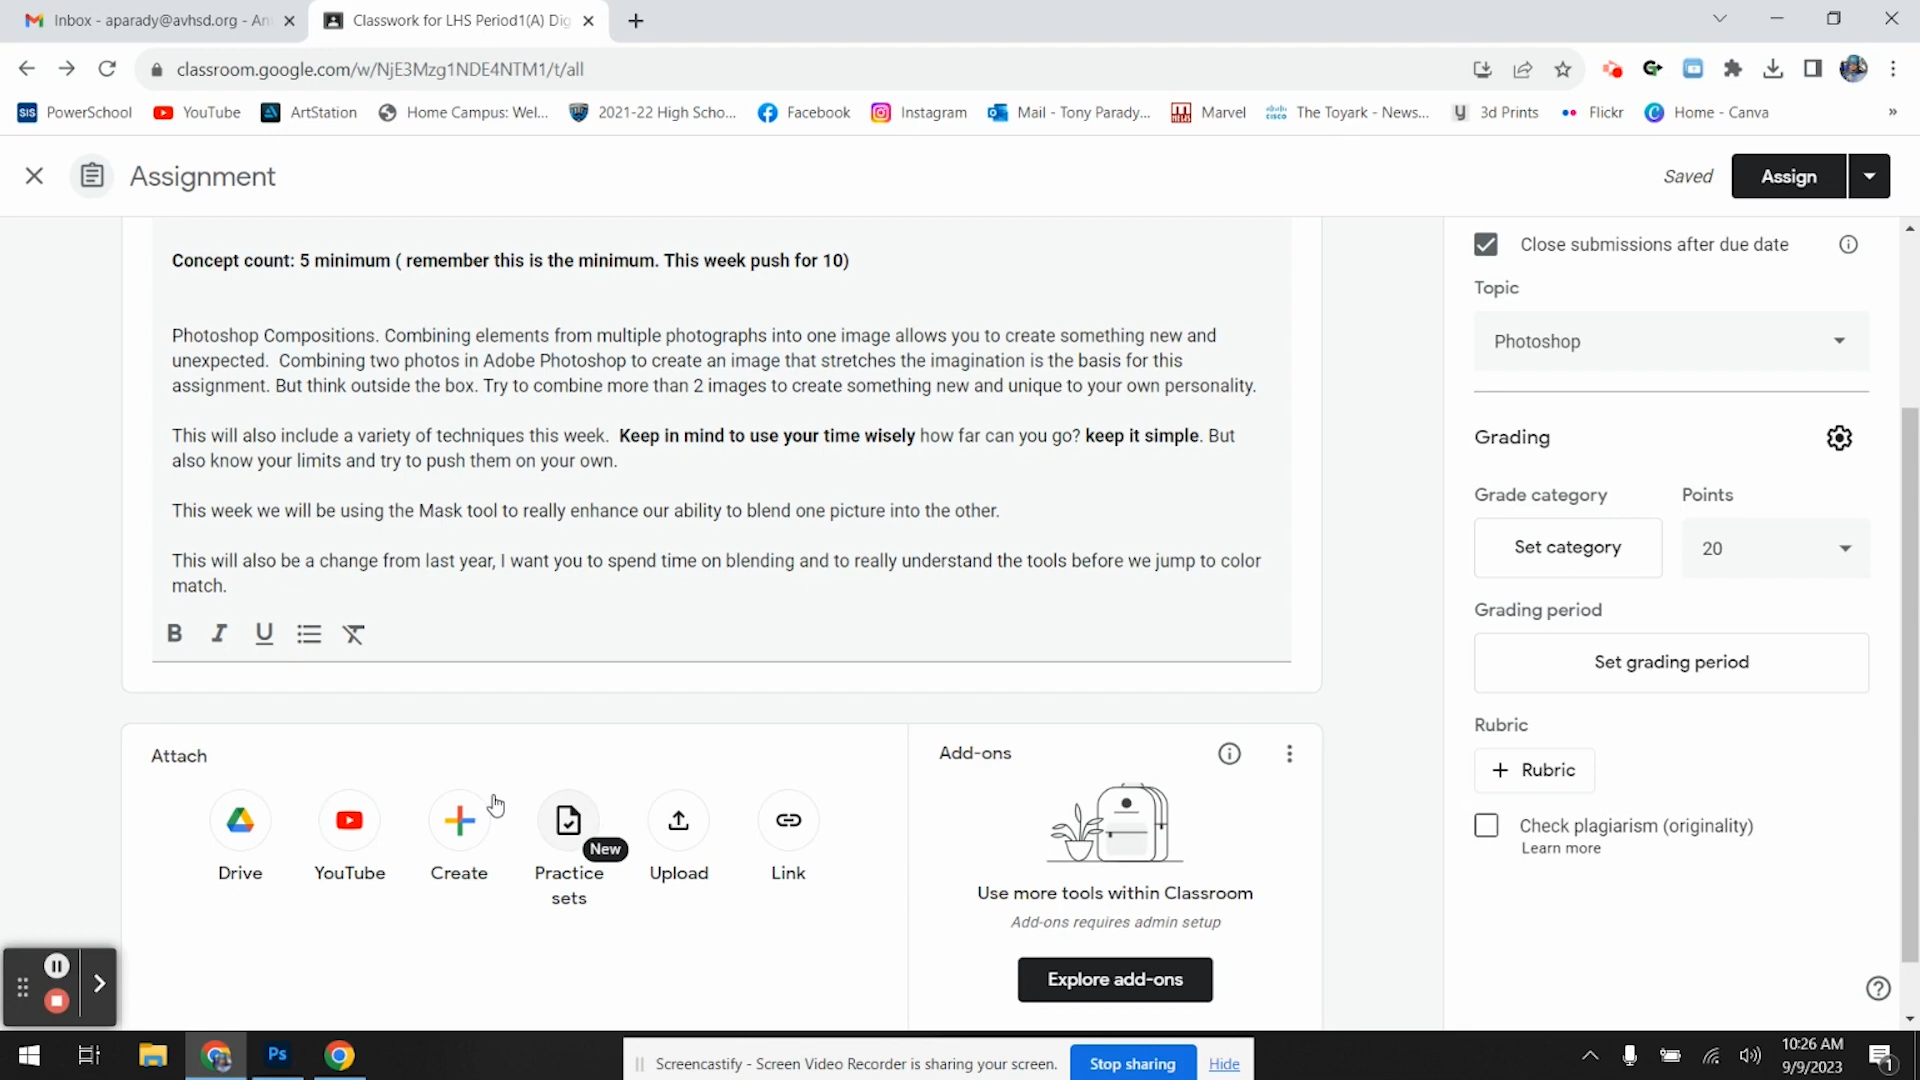 Inbox - aparady@avhsd.org - An
Classwork for LHS Period1(A) Dig
classroom.google.com/w/NjE3Mzg1NDE4NTM1/t/all
SIS PowerSchool
YouTube
ArtStation
Home Campus: Wel...
2021-22 High Scho...
Facebook
Instagram
Mail - Tony Parady...
Marvel
cisco The Toyark - News...
3d Prints
Flickr
Home - Canva
»
Assignment
Saved
Assign
Concept count: 5 minimum ( remember this is the minimum. This week push for 10)
Photoshop Compositions. Combining elements from multiple photographs into one image allows you to create something new and
unexpected.  Combining two photos in Adobe Photoshop to create an image that stretches the imagination is the basis for this
assignment. But think outside the box. Try to combine more than 2 images to create something new and unique to your own personality.
This will also include a variety of techniques this week.  Keep in mind to use your time wisely how far can you go? keep it simple. But
also know your limits and try to push them on your own.
This week we will be using the Mask tool to really enhance our ability to blend one picture into the other.
This will also be a change from last year, I want you to spend time on blending and to really understand the tools before we jump to color
match.
B I U
Close submissions after due date
Topic
Photoshop
Grading
Grade category
Points
Set category
20
Grading period
Set grading period
Rubric
+ Rubric
Check plagiarism (originality)
Learn more
Attach
Drive
YouTube
Create
New
Practice
sets
Upload
Link
Add-ons
Use more tools within Classroom
Add-ons requires admin setup
Explore add-ons
Ps
Screencastify - Screen Video Recorder is sharing your screen.
Stop sharing
Hide
10:26 AM
9/9/2023
1